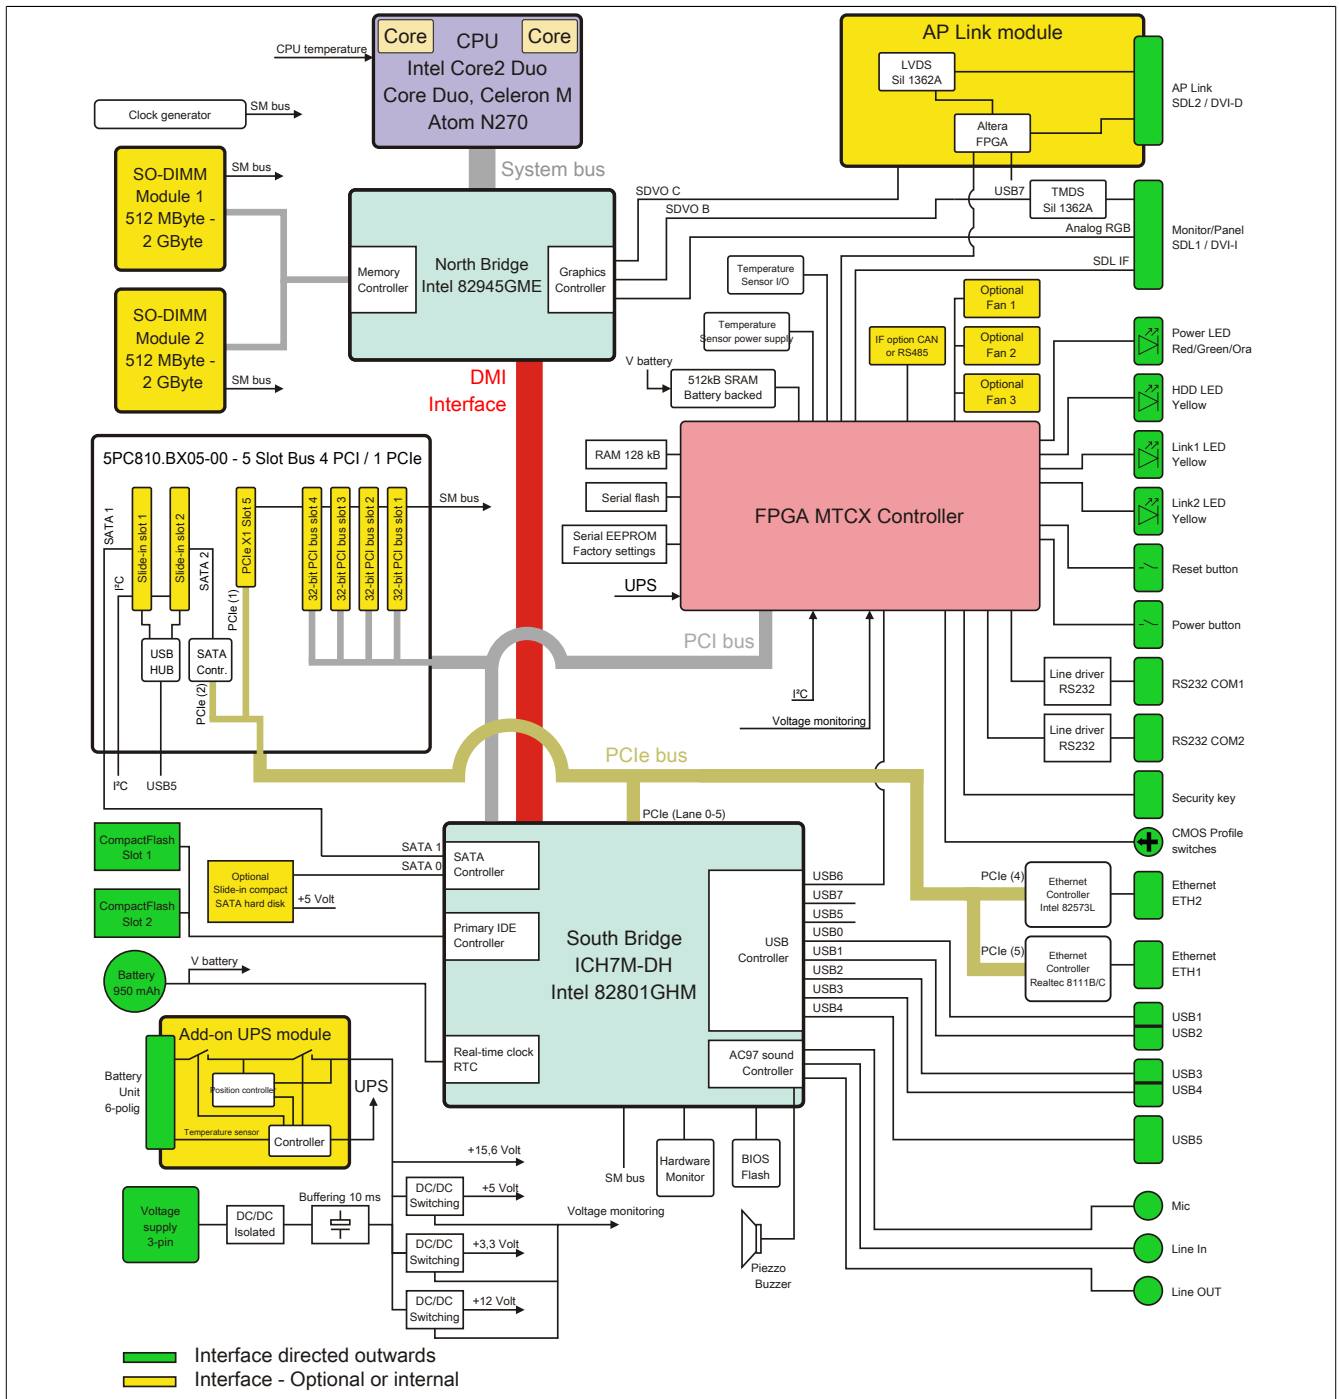 Core
CPU
Core
Intel Core2 Duo
Core Duo, Celeron M
Atom N270
CPU temperature
Clock generator
SM bus
AP Link module
LVDS
Sil 1362A
Altera
FPGA
AP Link
SDL2 / DVI-D
SO-DIMM
Module 1
512 MByte -
2 GByte
SM bus
System bus
SDVO C
SDVO B
USB7
TMDS
Sil 1362A
Analog RGB
SDL IF
Monitor/Panel
SDL1 / DVI-I
Memory
Controller
North Bridge
Intel 82945GME
Graphics
Controller
SO-DIMM
Module 2
512 MByte -
2 GByte
SM bus
Temperature
Sensor I/O
Temperature
Sensor power supply
V battery
512kB SRAM
Battery backed
IF option CAN
or RS485
Optional
Fan 1
Optional
Fan 2
Optional
Fan 3
Power LED
Red/Green/Ora
HDD LED
Yellow
Link1 LED
Yellow
Link2 LED
Yellow
Reset button
Power button
DMI
Interface
RAM 128 kB
Serial flash
Serial EEPROM
Factory settings
UPS
FPGA MTCX Controller
5PC810.BX05-00 - 5 Slot Bus 4 PCI / 1 PCIe
SATA 1
Slide-in slot 1
Slide-in slot 2
SATA 2
PCIe X1 Slot 5
32-bit PCI bus slot 4
32-bit PCI bus slot 3
32-bit PCI bus slot 2
32-bit PCI bus slot 1
SM bus
I²C
PCIe (1)
USB
HUB
SATA
Contr.
PCIe (2)
I²C
USB5
PCI bus
I²C
Voltage monitoring
Line driver
RS232
RS232 COM1
Line driver
RS232
RS232 COM2
Security key
CMOS Profile
switches
PCIe bus
PCIe (Lane 0-5)
CompactFlash
Slot 1
CompactFlash
Slot 2
Optional
Slide-in compact
SATA hard disk
+5 Volt
SATA 1
SATA 0
SATA
Controller
Primary IDE
Controller
South Bridge
ICH7M-DH
Intel 82801GHM
USB
Controller
USB6
USB7
USB5
USB0
USB1
USB2
USB3
USB4
PCIe (4)
Ethernet
Controller
Intel 82573L
Ethernet
ETH2
PCIe (5)
Ethernet
Controller
Realtec 8111B/C
Ethernet
ETH1
USB1
USB2
USB3
USB4
USB5
Battery
950 mAh
V battery
Real-time clock
RTC
AC97 sound
Controller
Add-on UPS module
Battery
Unit
6-polig
Position controller
Temperature sensor
Controller
UPS
SM bus
Hardware
Monitor
BIOS
Flash
Piezzo
Buzzer
Mic
Line In
Line OUT
Voltage
supply
3-pin
DC/DC
Isolated
Buffering 10 ms
+15,6 Volt
DC/DC
Switching
+5 Volt
Voltage monitoring
DC/DC
Switching
+3,3 Volt
DC/DC
Switching
+12 Volt
Interface directed outwards
Interface - Optional or internal